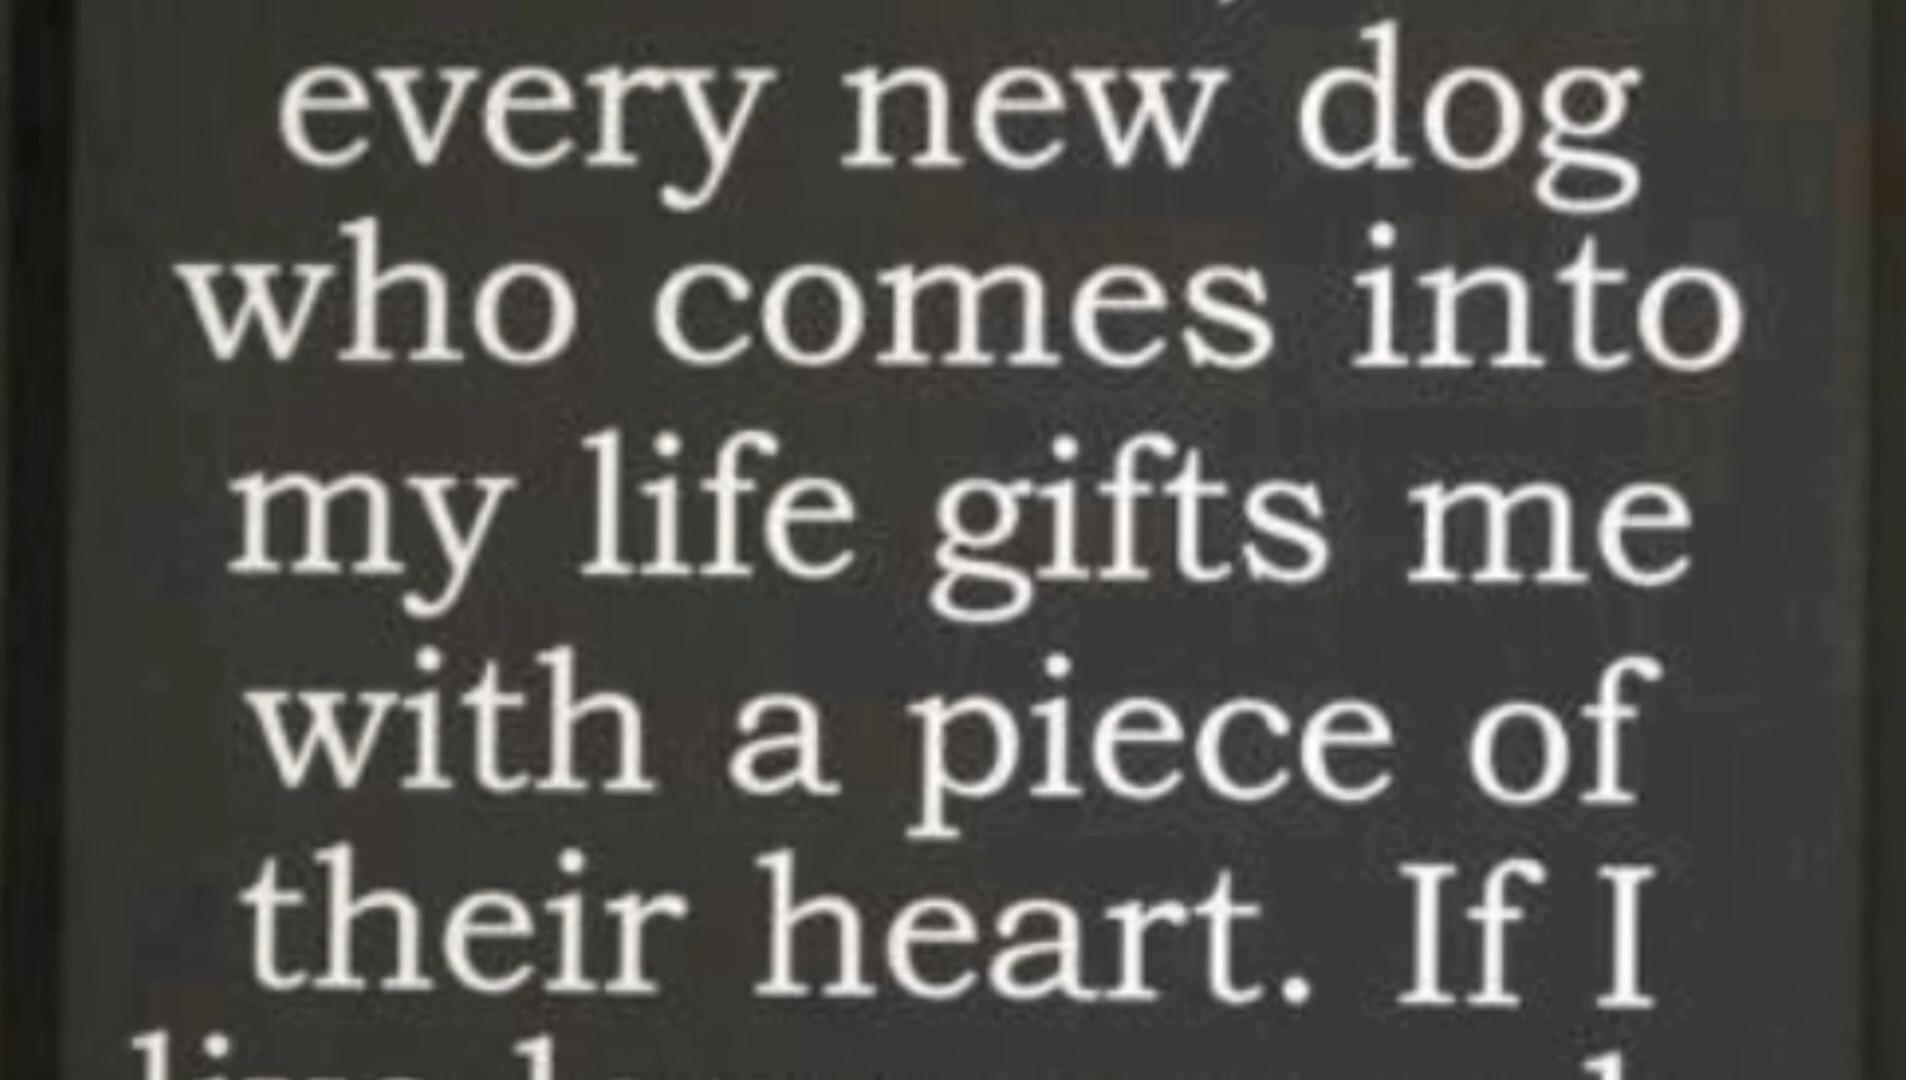 every new dog
who comes into
my life gifts me
with a piece of
their heart. If I